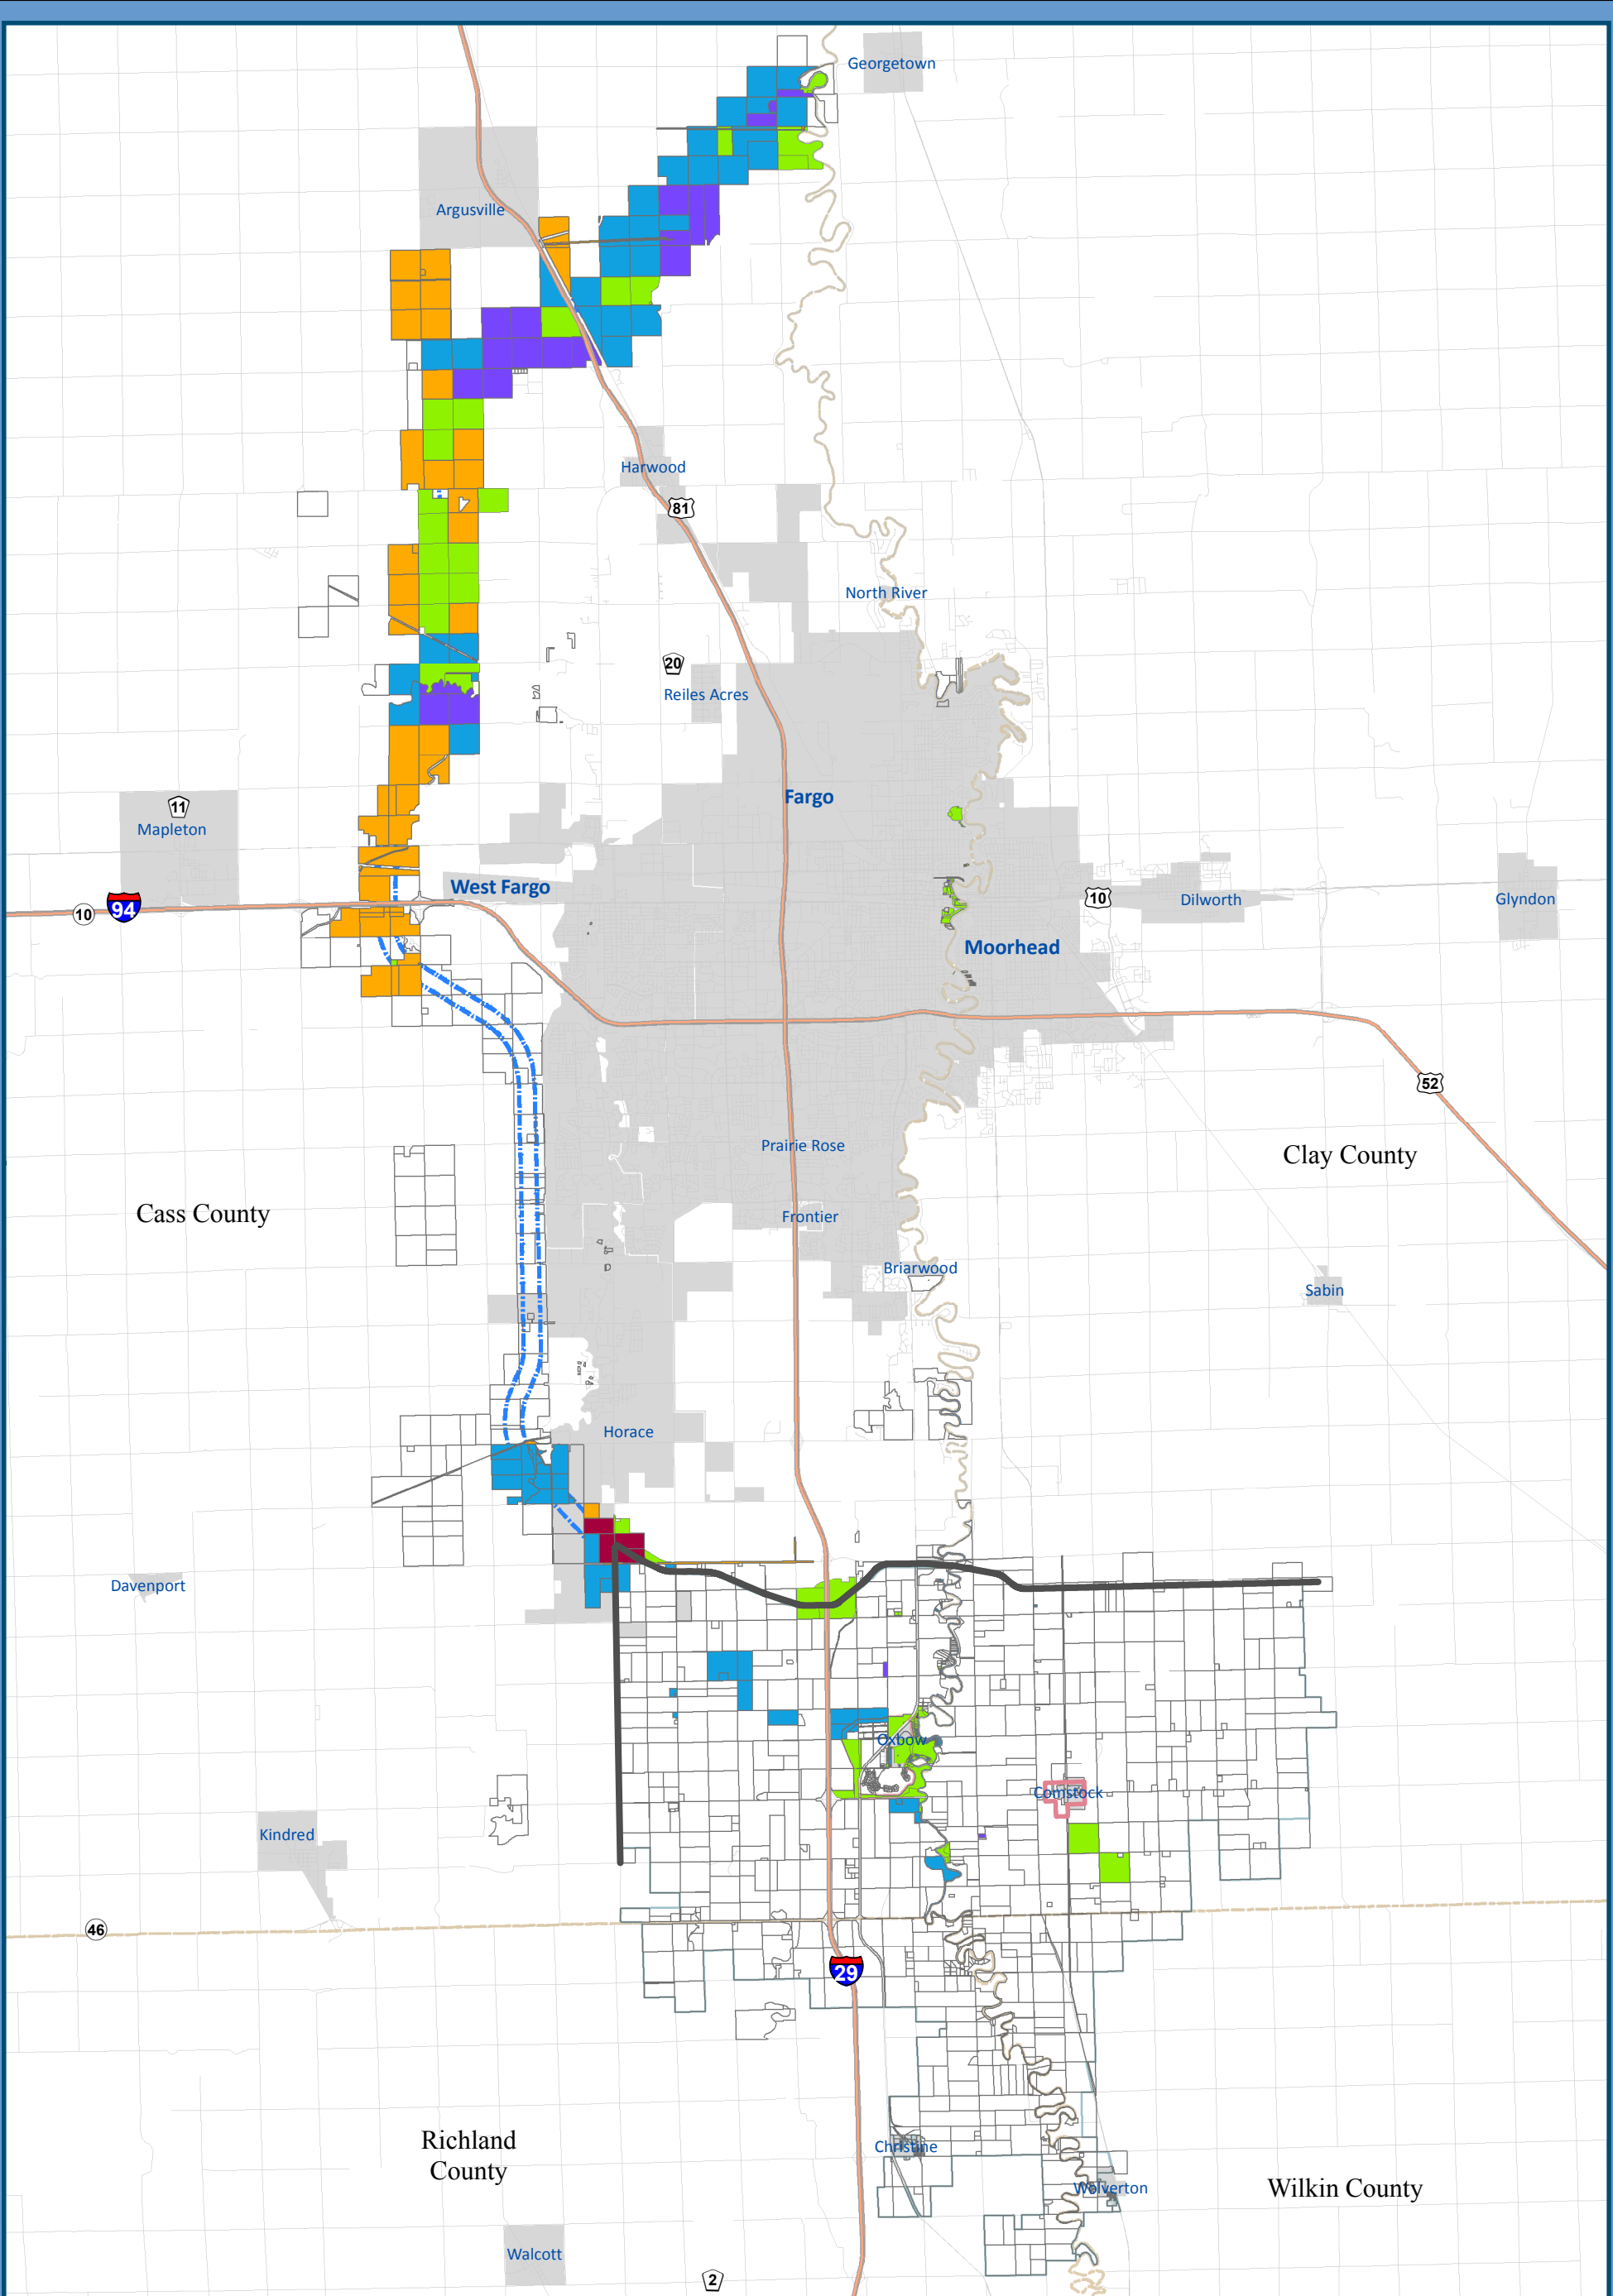 Georgetown
Argusville
Harwood
81
North River
20
Reiles Acres
Fargo
11
Mapleton
West Fargo
10
94
10
Dilworth
Glyndon
Moorhead
52
Prairie Rose
Clay County
Cass County
Frontier
Briarwood
Sabin
Horace
Davenport
Oxbow
Comstock
Kindred
46
29
Richland
County
Christine
Wolverton
Wilkin County
Walcott
2